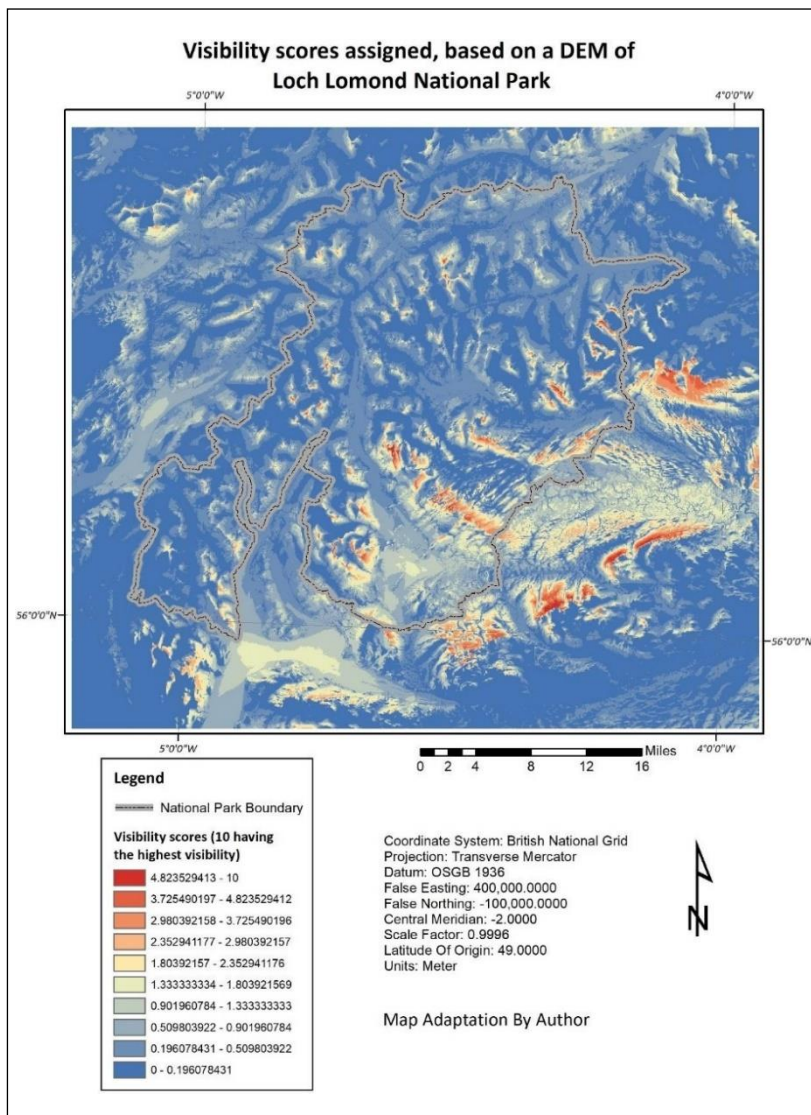 Visibility scores assigned, based on a DEM of
Loch Lomond National Park
5°0'0"W
4°0'0"W
56°0'0"N
56°0'0"N
5°0'0"W
4°0'0"W
Miles
0 2 4 8 12 16
Legend
National Park Boundary
Visibility scores (10 having
the highest visibility)
4.823529413 - 10
3.725490197 - 4.823529412
2.980392158 - 3.725490196
2.352941177 - 2.980392157
1.80392157 - 2.352941176
1.333333334 - 1.803921569
0.901960784 - 1.333333333
0.509803922 - 0.901960784
0.196078431 - 0.509803922
0 - 0.196078431
Coordinate System: British National Grid
Projection: Transverse Mercator
Datum: OSGB 1936
False Easting: 400,000.0000
False Northing: -100,000.0000
Central Meridian: -2.0000
Scale Factor: 0.9996
Latitude Of Origin: 49.0000
Units: Meter
N
Map Adaptation By Author